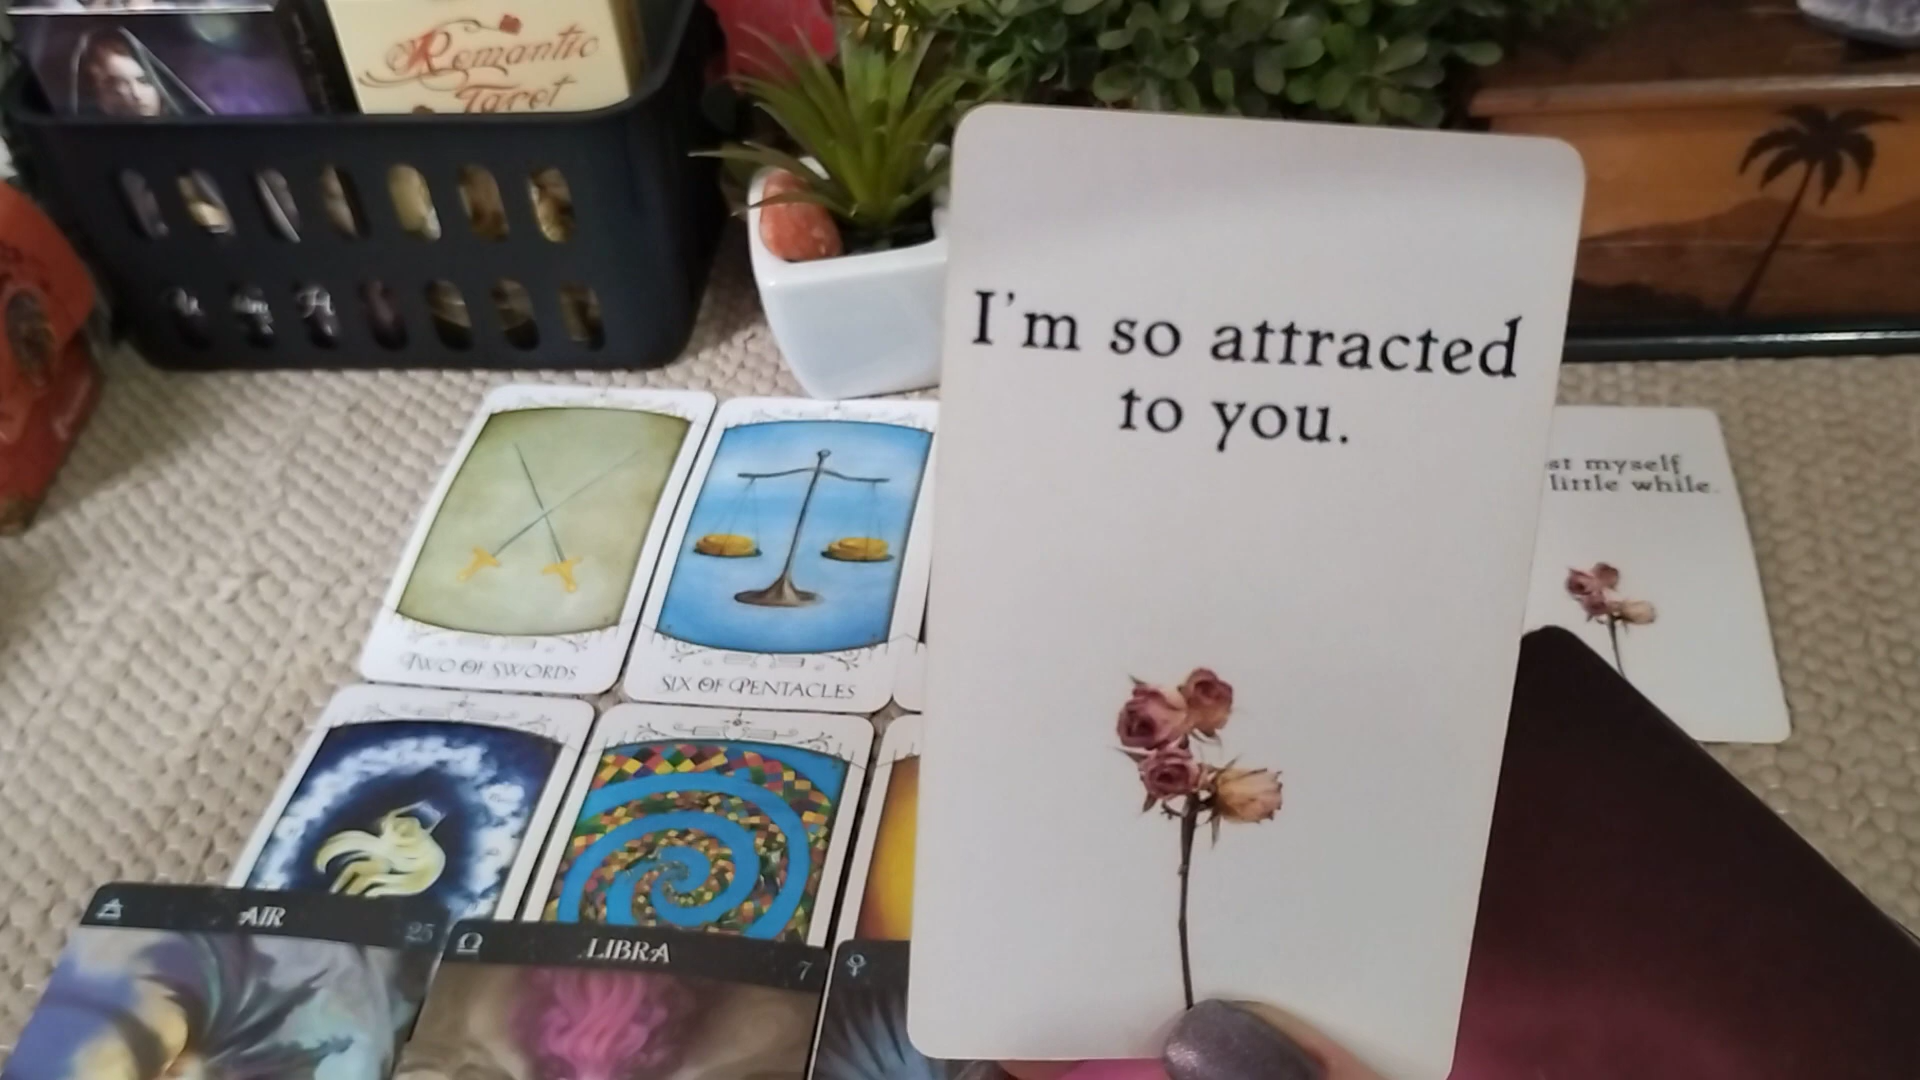 Romantic
Tarot
I'm so attracted
to you.
myself
little while.
TWO OF SWORDS
SIX OF PENTACLES
AIR
25
LIBRA
7